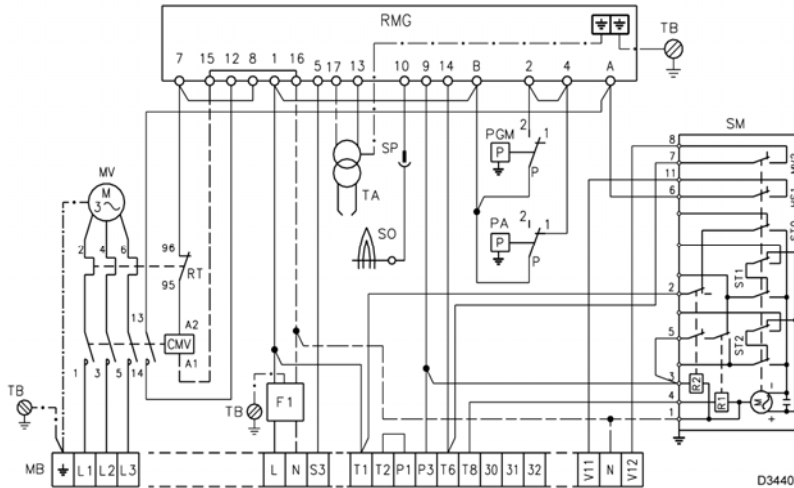 RMG
TB
7 15 12 8 1 16 5 17 13 10 9 14 B 2 4 A
SM
MV
M
3
SP
TA
SO
PGM
P
2 1
P
PA
P
2 1
P
2 4 6
96
RT
95
13
A2
CMV
A1
1 3 5 14
TB
TB
F1
8
7
11
6
2
5
3
4
1
MV2
HS1
ST0
ST1
ST2
R2
R1
M
-
+
MB
L1 L2 L3
L N S3
T1 T2 P1 P3 T6 T8 30 31 32
V11 N V12
D3440